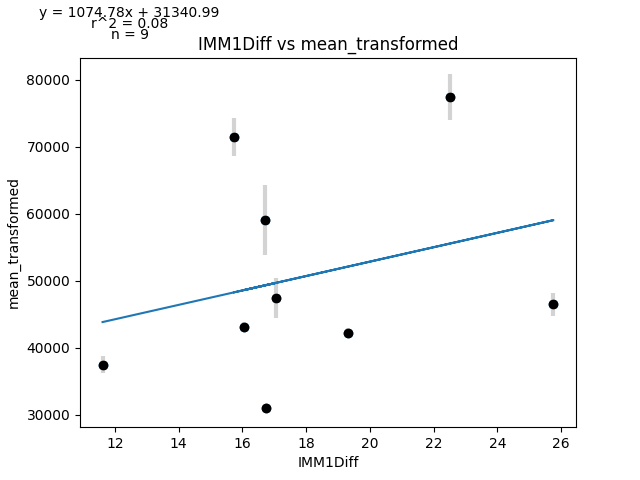 y = 1074.78x + 31340.99
r^2 = 0.08
n = 9
IMM1Diff vs mean_transformed
80000
70000
60000
50000
40000
30000
mean_transformed
12 14 16 18 20 22 24 26
IMM1Diff